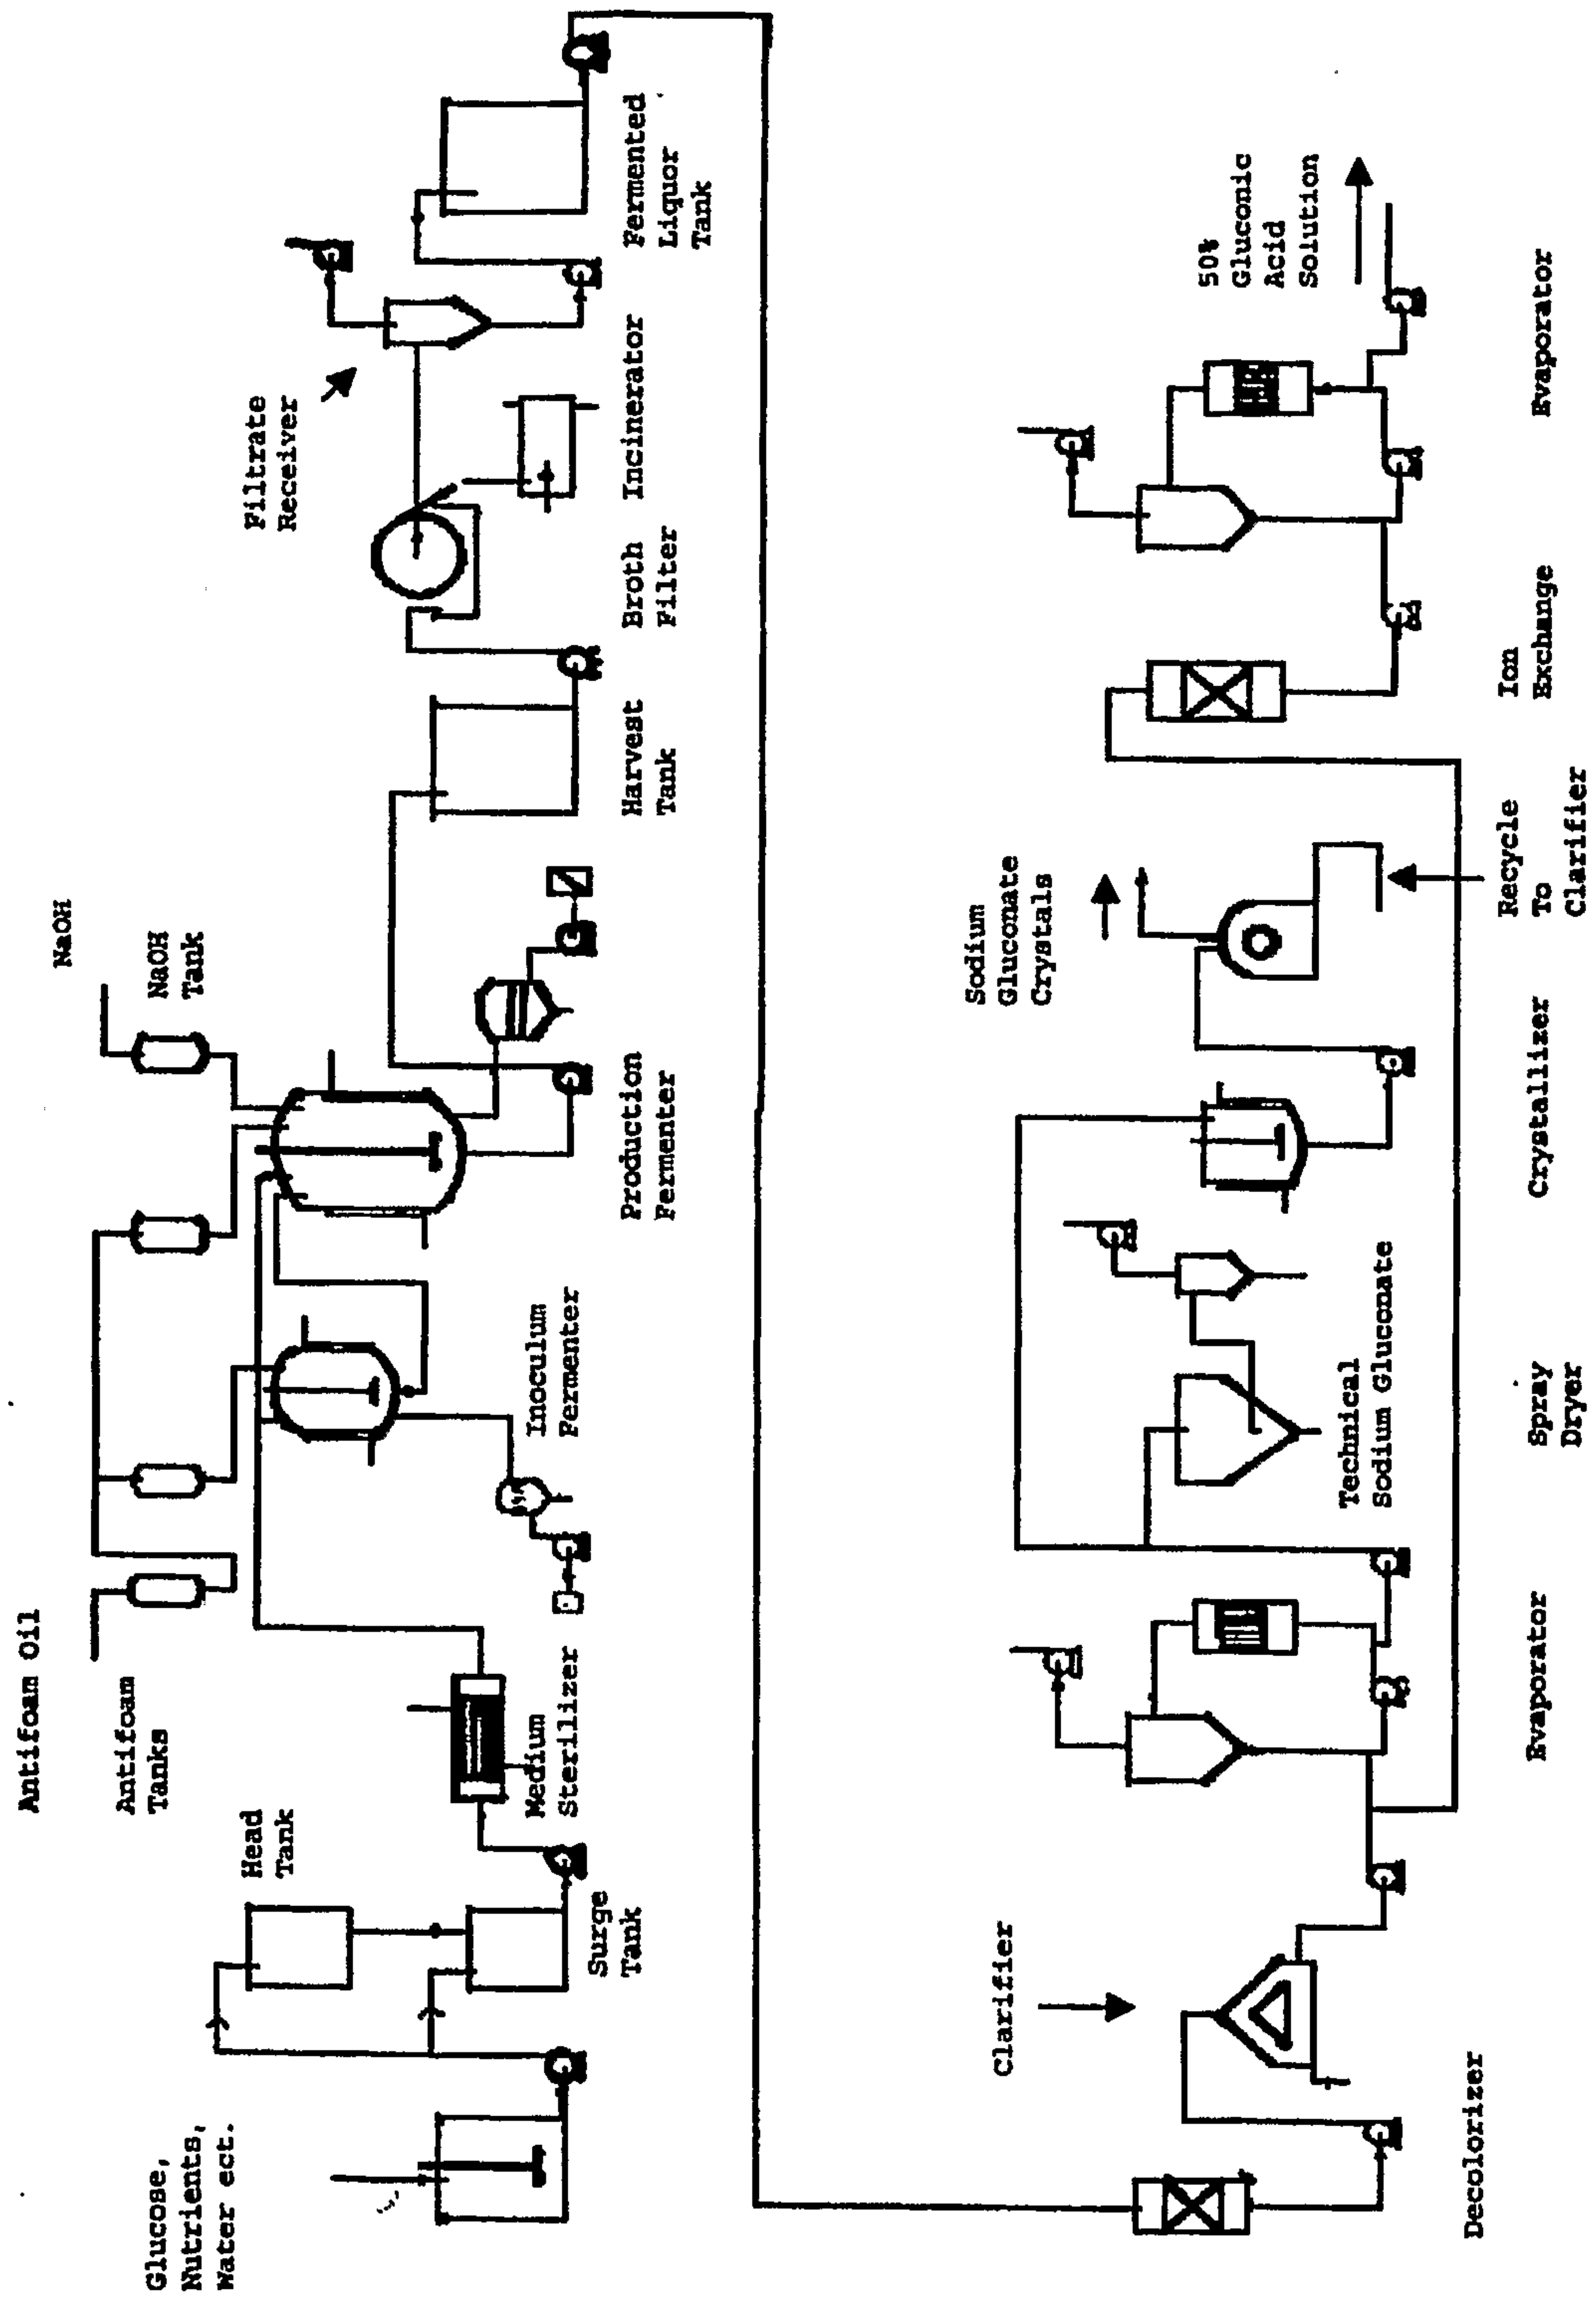 Antifoam Oil
Antifoam
Tanks
NaOH
NaOH
Tank
Glucose,
Nutrients,
Water ect.
Head
Tank
Surge
Tank
Medium
Sterilizer
Inoculum
Fermenter
Production
Fermenter
Harvest
Tank
Broth
Filter
Incinerator
Filtrate
Receiver
Fermented
Liquor
Tank
Decolorizer
Clarifier
Evaporator
Spray
Dryer
Technical
Sodium Gluconate
Crystallizer
Sodium
Gluconate
Crystals
Recycle
To
Clarifier
Ion
Exchange
Evaporator
50%
Gluconic
Acid
Solution